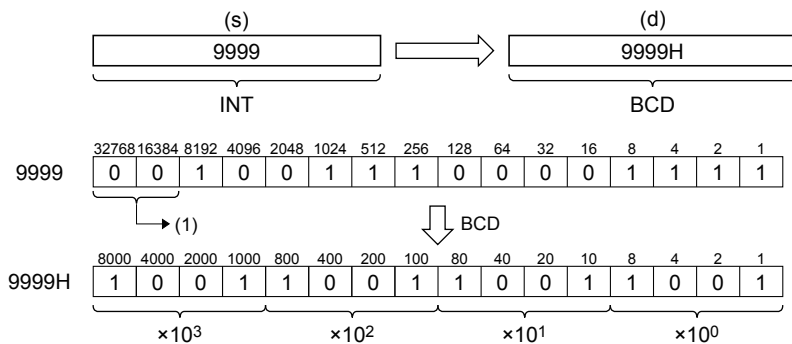 (s) (d)
9999 9999H
INT BCD
32768 16384 8192 4096 2048 1024 512 256 128 64 32 16 8 4 2 1
9999 0 0 1 0 0 1 1 1 0 0 0 0 1 1 1 1
(1) BCD
8000 4000 2000 1000 800 400 200 100 80 40 20 10 8 4 2 1
9999H 1 0 0 1 1 0 0 1 1 0 0 1 1 0 0 1
×10³ ×10² ×10¹ ×10⁰